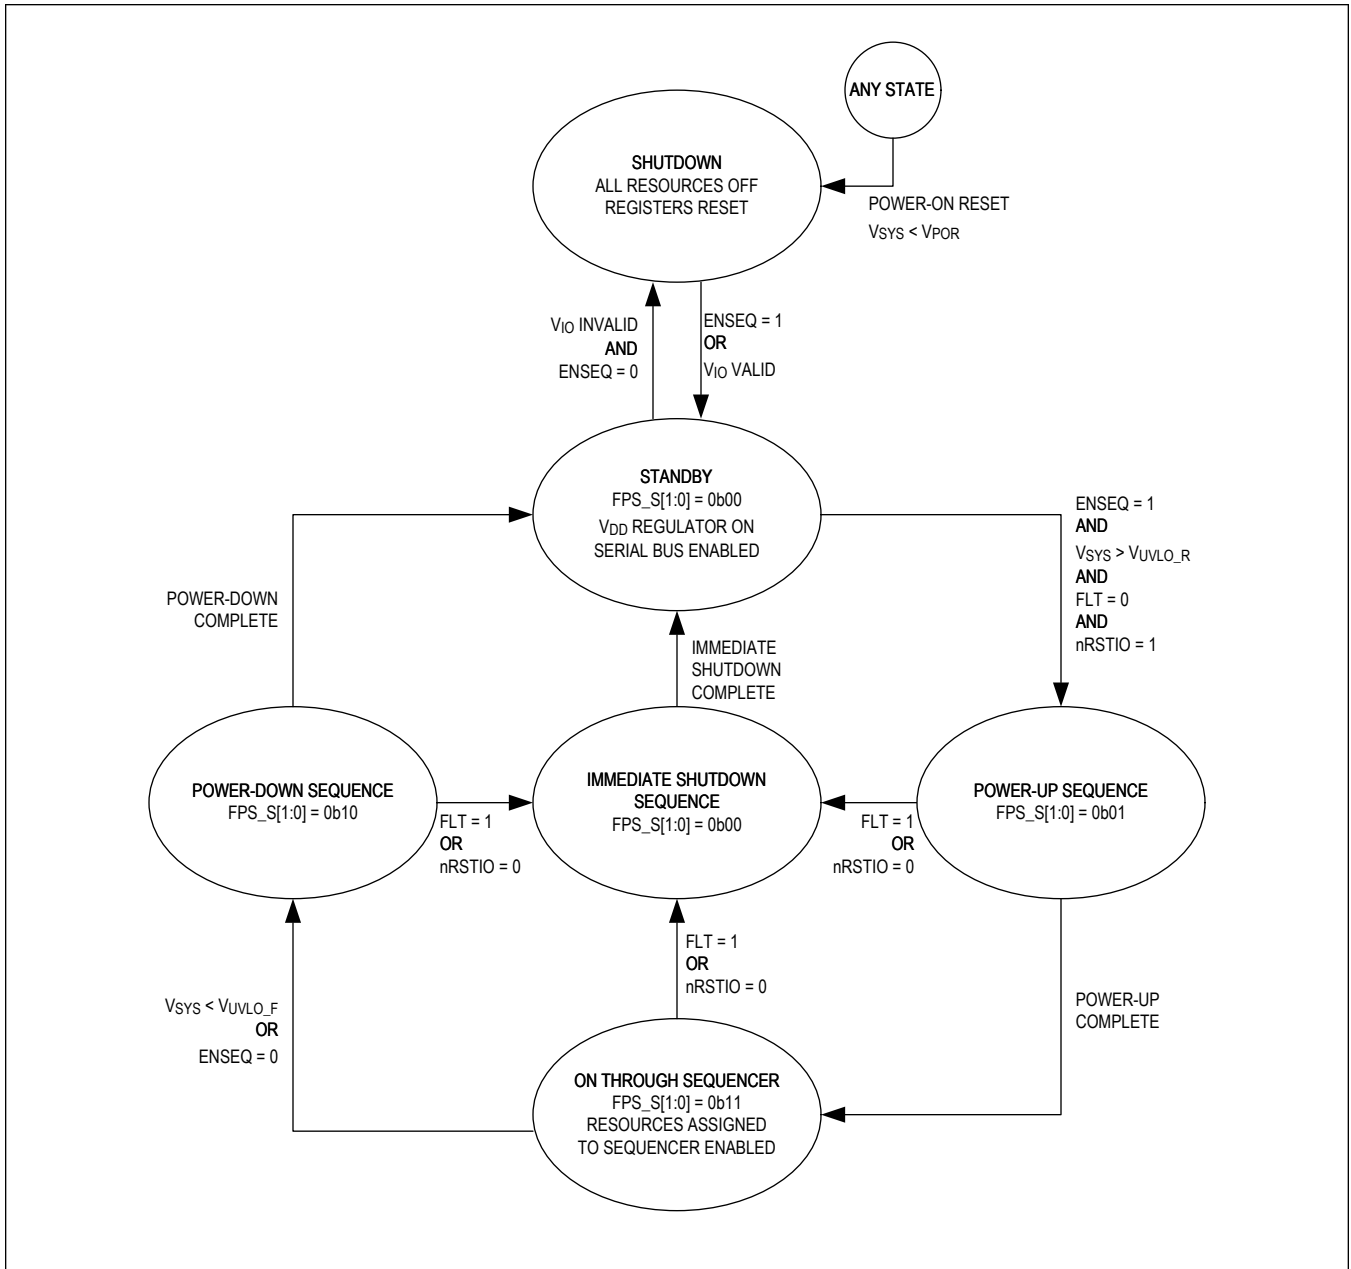 ANY STATE
SHUTDOWN
ALL RESOURCES OFF
REGISTERS RESET
POWER-ON RESET
VSYS < VPOR
VIO INVALID
AND
ENSEQ = 0
ENSEQ = 1
OR
VIO VALID
STANDBY
FPS_S[1:0] = 0b00
VDD REGULATOR ON
SERIAL BUS ENABLED
ENSEQ = 1
AND
VSYS > VUVLO_R
AND
FLT = 0
AND
nRSTIO = 1
POWER-DOWN
COMPLETE
IMMEDIATE
SHUTDOWN
COMPLETE
POWER-DOWN SEQUENCE
FPS_S[1:0] = 0b10
FLT = 1
OR
nRSTIO = 0
IMMEDIATE SHUTDOWN
SEQUENCE
FPS_S[1:0] = 0b00
FLT = 1
OR
nRSTIO = 0
POWER-UP SEQUENCE
FPS_S[1:0] = 0b01
FLT = 1
OR
nRSTIO = 0
VSYS < VUVLO_F
OR
ENSEQ = 0
POWER-UP
COMPLETE
ON THROUGH SEQUENCER
FPS_S[1:0] = 0b11
RESOURCES ASSIGNED
TO SEQUENCER ENABLED